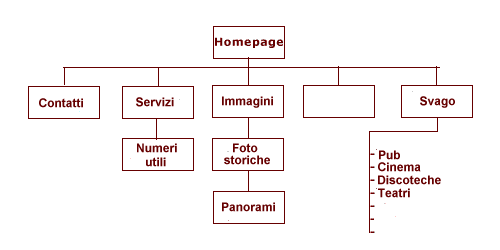 Homepage
Contatti
Servizi
Immagini
Svago
Numeri
utili
Foto
storiche
Panorami
Pub
Cinema
Discoteche
Teatri